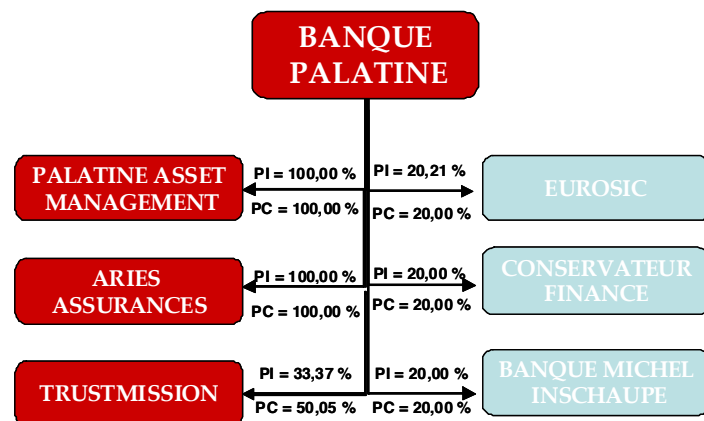 BANQUE
PALATINE
PALATINE ASSET
MANAGEMENT
PI = 100,00 %
PC = 100,00 %
PI = 20,21 %
PC = 20,00 %
EUROSIC
ARIES
ASSURANCES
PI = 100,00 %
PC = 100,00 %
PI = 20,00 %
PC = 20,00 %
CONSERVATEUR
FINANCE
TRUSTMISSION
PI = 33,37 %
PC = 50,05 %
PI = 20,00 %
PC = 20,00 %
BANQUE MICHEL
INSCHAUPE